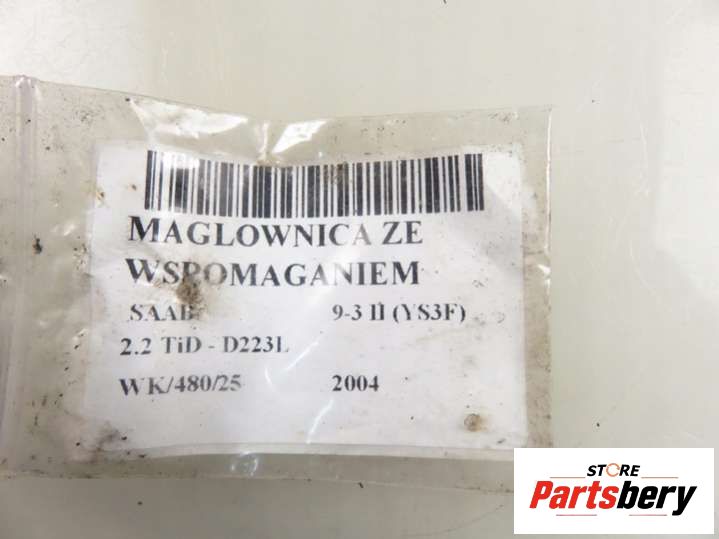 MAGLOWNICA ZE
WSPOMAGANIEM
SAAB 9-3 II (YS3F)
2.2 TiD - D223L
WK/480/25 2004
STORE
Partsbery